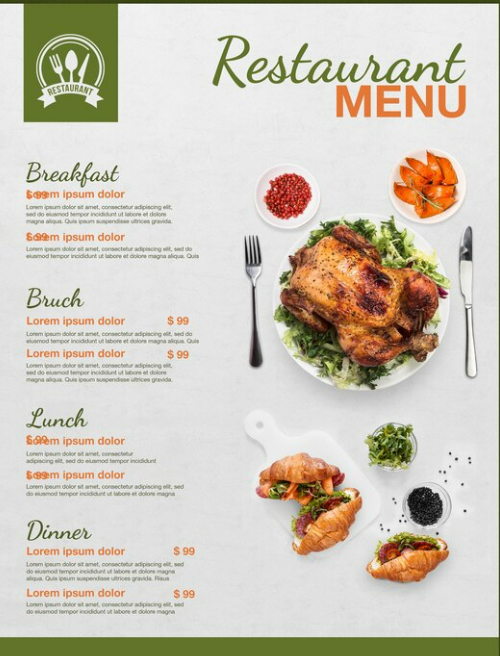 RESTAURANT
Restaurant
MENU
Breakfast
Lorem ipsum dolor $ 99
Lorem ipsum dolor sit amet, consectetur adipiscing elit,
sed do eiusmod tempor incididunt ut labore et dolore
magna aliqua. Quis ipsum suspendisse ultrices gravida.
Lorem ipsum dolor $ 99
Lorem ipsum dolor sit amet, consectetur adipiscing elit, sed do
eiusmod tempor incididunt ut labore et dolore magna aliqua. Quis
Bruch
Lorem ipsum dolor $ 99
Lorem ipsum dolor sit amet, consectetur adipiscing elit, sed do
eiusmod tempor incididunt ut labore et dolore magna aliqua. Quis
Lorem ipsum dolor $ 99
Lorem ipsum dolor sit amet, consectetur adipiscing elit,
sed do eiusmod tempor incididunt ut labore et dolore
magna aliqua. Quis ipsum suspendisse ultrices gravida.
Lunch
Lorem ipsum dolor $ 99
Lorem ipsum dolor sit amet, consectetur
adipiscing elit, sed do eiusmod tempor incididunt
Lorem ipsum dolor $ 99
Lorem ipsum dolor sit amet, consectetur adipiscing elit, sed do eiusmod
tempor incididunt ut labore et dolore magna
Dinner
Lorem ipsum dolor $ 99
Lorem ipsum dolor sit amet, consectetur adipiscing elit, sed do
eiusmod tempor incididunt ut labore et dolore magna
aliqua. Quis ipsum suspendisse ultrices gravida. Risus
Lorem ipsum dolor $ 99
Lorem ipsum dolor sit amet, consectetur adipiscing elit, sed do eiusmod
tempor incididunt ut labore et dolore magna aliqua.